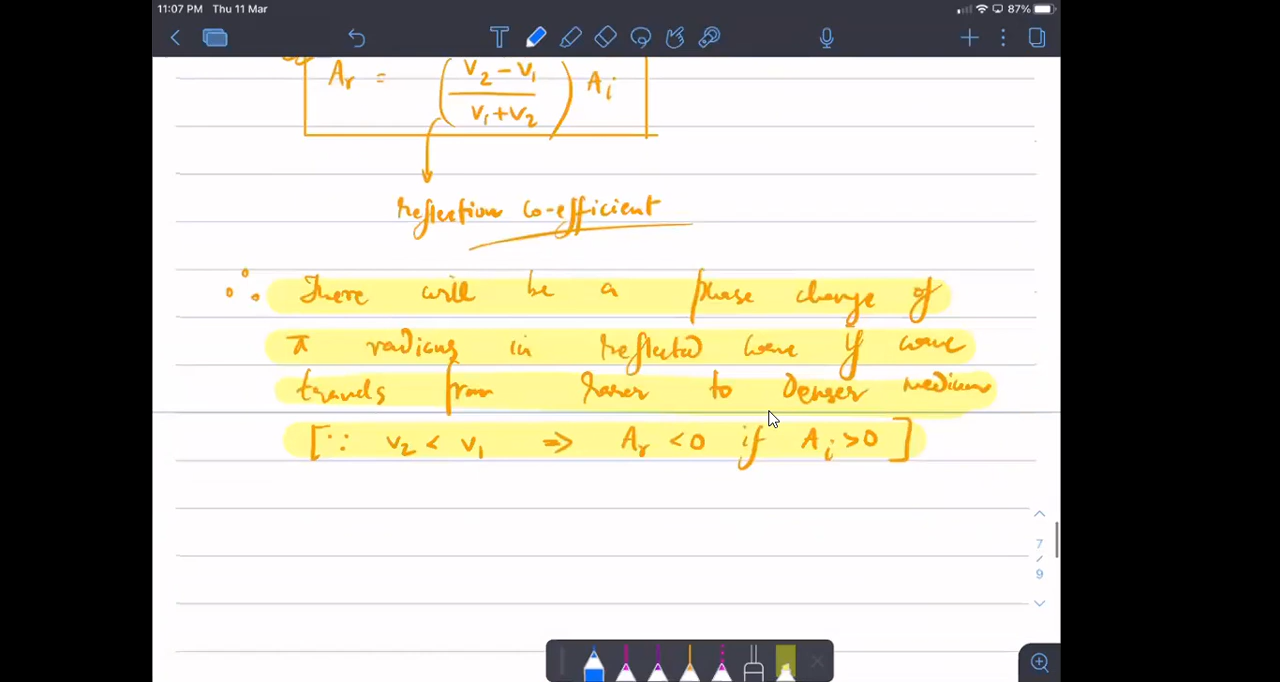 11:07 PM Thu 11 Mar 87%
T
Ar = (V2 - V1 / V1 + V2) Ai
reflection co-efficient
∴ There will be a phase change of
π radians in reflected wave if wave
travels from rarer to denser medium
[∵ V2 < V1 ⇒ Ar < 0 if Ai > 0]
7
/
9